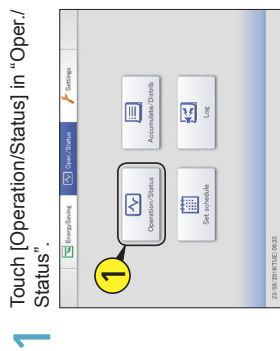 1
Touch [Operation/Status] in “Oper./
Status”.
EnergySaving
Oper./Status
Settings
1
Operation/Status
Accumulate/Distrib
Set schedule
Log
23/08/2016(TUE) 06:33